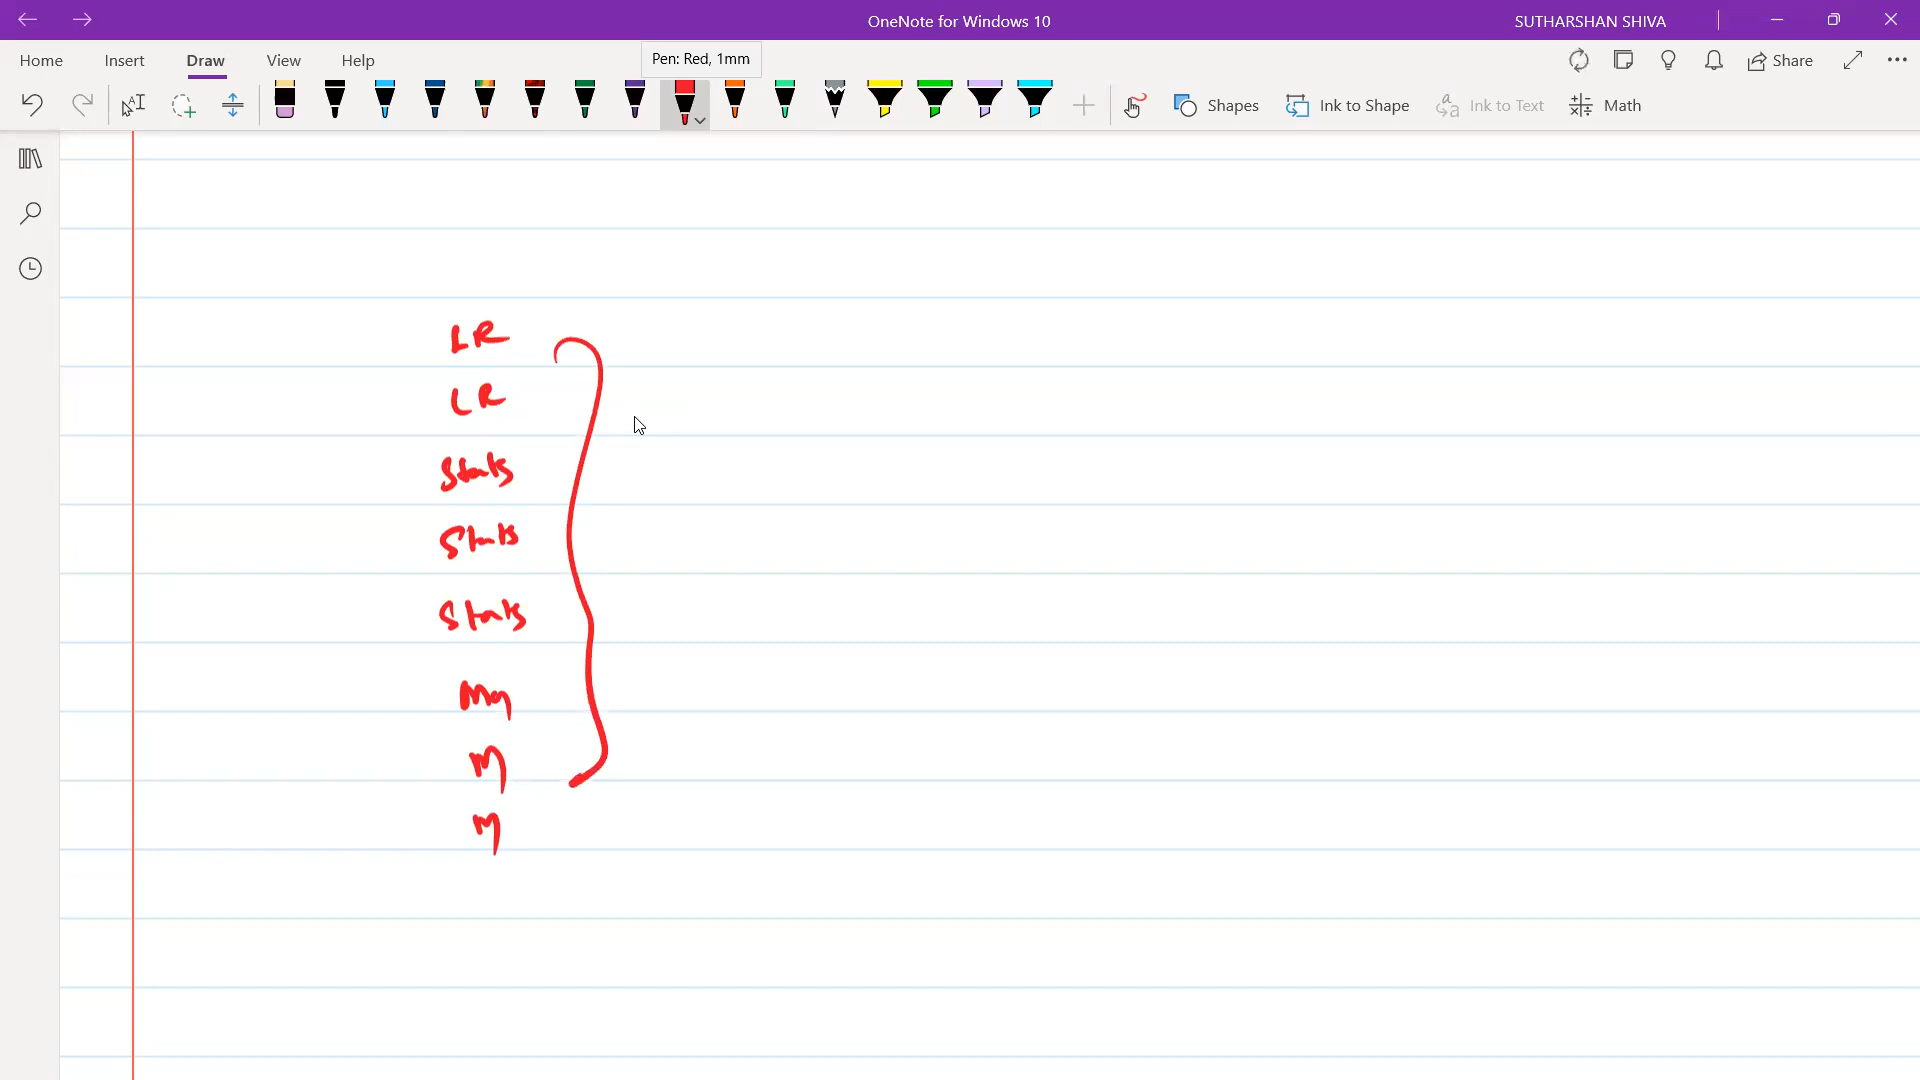 OneNote for Windows 10
SUTHARSHAN SHIVA
Home Insert Draw View Help
Pen: Red, 1mm
Share
Shapes Ink to Shape Ink to Text Math
LR
LR
Stats
Stats
Stats
M
M